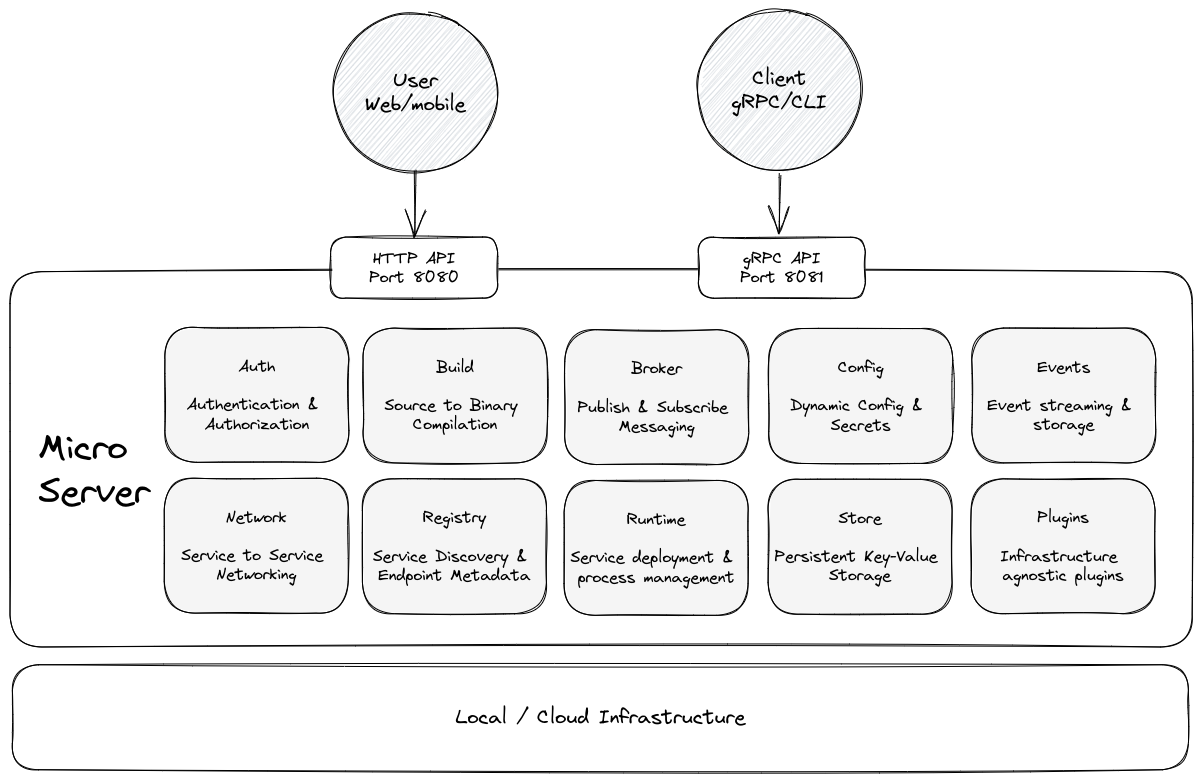 User
Web/mobile
Client
gRPC/CLI
HTTP API
Port 8080
gRPC API
Port 8081
Micro
Server
Auth
Authentication &
Authorization
Build
Source to Binary
Compilation
Broker
Publish & Subscribe
Messaging
Config
Dynamic Config &
Secrets
Events
Event streaming &
storage
Network
Service to Service
Networking
Registry
Service Discovery &
Endpoint Metadata
Runtime
Service deployment &
process management
Store
Persistent Key-Value
Storage
Plugins
Infrastructure
agnostic plugins
Local / Cloud Infrastructure